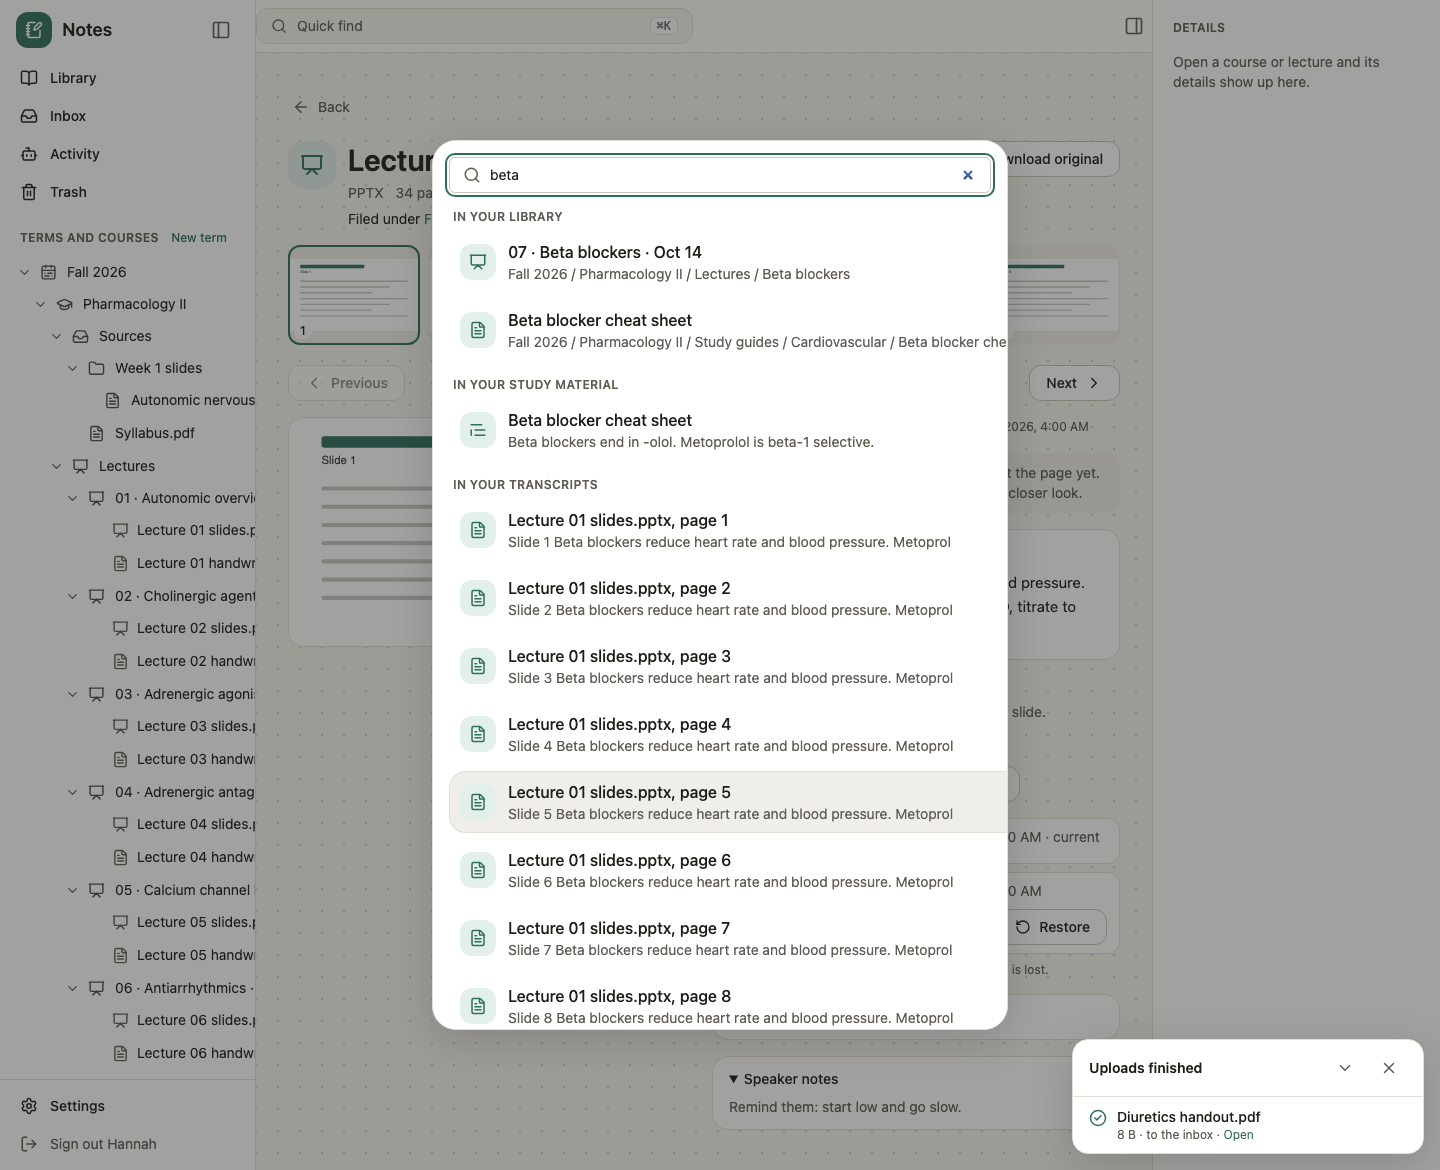 Notes
Library
Inbox
Activity
Trash
TERMS AND COURSES New term
Fall 2026
Pharmacology II
Sources
Week 1 slides
Autonomic nervous
Syllabus.pdf
Lectures
01 · Autonomic overvi
Lecture 01 slides.p
Lecture 01 handwr
02 · Cholinergic agent
Lecture 02 slides.p
Lecture 02 handwr
03 · Adrenergic agonis
Lecture 03 slides.p
Lecture 03 handwr
04 · Adrenergic antag
Lecture 04 slides.p
Lecture 04 handw
05 · Calcium channel
Lecture 05 slides.p
Lecture 05 handwr
06 · Antiarrhythmics ·
Lecture 06 slides.p
Lecture 06 handw
Settings
Sign out Hannah
Quick find ⌘K
Back
Lectur
PPTX 34 pa
Filed under F
wnload original
Slide 1
1
Previous
Next
Slide 1
2026, 4:00 AM
t the page yet.
closer look.
d pressure.
, titrate to
slide.
0 AM · current
0 AM
Restore
is lost.
Speaker notes
Remind them: start low and go slow.
beta
IN YOUR LIBRARY
07 · Beta blockers · Oct 14
Fall 2026 / Pharmacology II / Lectures / Beta blockers
Beta blocker cheat sheet
Fall 2026 / Pharmacology II / Study guides / Cardiovascular / Beta blocker che
IN YOUR STUDY MATERIAL
Beta blocker cheat sheet
Beta blockers end in -olol. Metoprolol is beta-1 selective.
IN YOUR TRANSCRIPTS
Lecture 01 slides.pptx, page 1
Slide 1 Beta blockers reduce heart rate and blood pressure. Metoprol
Lecture 01 slides.pptx, page 2
Slide 2 Beta blockers reduce heart rate and blood pressure. Metoprol
Lecture 01 slides.pptx, page 3
Slide 3 Beta blockers reduce heart rate and blood pressure. Metoprol
Lecture 01 slides.pptx, page 4
Slide 4 Beta blockers reduce heart rate and blood pressure. Metoprol
Lecture 01 slides.pptx, page 5
Slide 5 Beta blockers reduce heart rate and blood pressure. Metoprol
Lecture 01 slides.pptx, page 6
Slide 6 Beta blockers reduce heart rate and blood pressure. Metoprol
Lecture 01 slides.pptx, page 7
Slide 7 Beta blockers reduce heart rate and blood pressure. Metoprol
Lecture 01 slides.pptx, page 8
Slide 8 Beta blockers reduce heart rate and blood pressure. Metoprol
DETAILS
Open a course or lecture and its
details show up here.
Uploads finished
Diuretics handout.pdf
8 B · to the inbox · Open